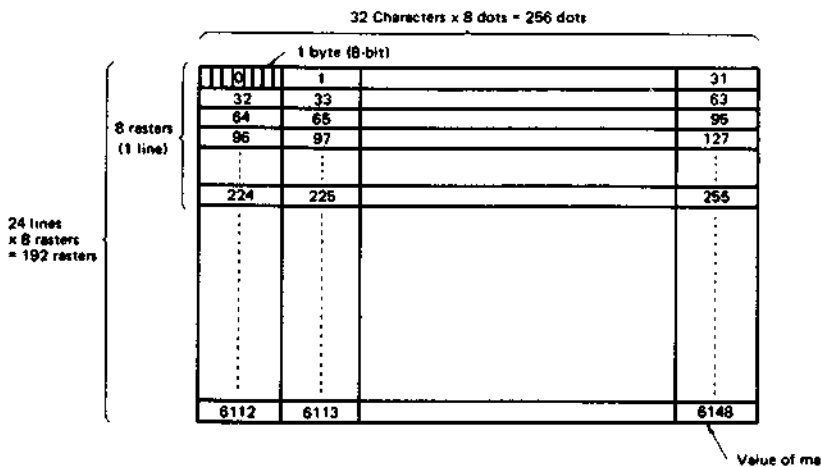 32 Characters x 8 dots = 256 dots
1 byte (8-bit)
0 1 31
32 33 63
64 65 95
8 rasters
(1 line)
96 97 127
224 225 255
24 lines
x 8 rasters
= 192 rasters
6112 6113 6148
Value of ma